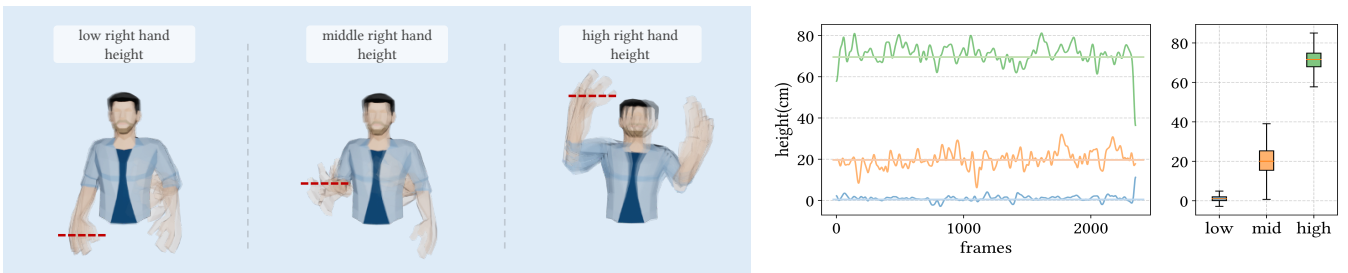 low right hand
height
middle right hand
height
high right hand
height
height(cm)
80
60
40
20
0
0
1000
2000
frames
80
60
40
20
0
low
mid
high